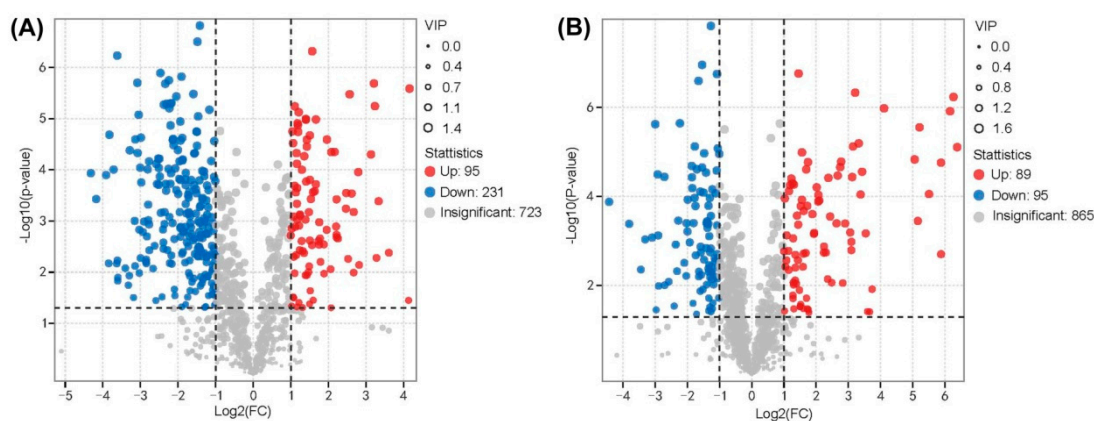 (A)
VIP
0.0
0.4
0.7
1.1
1.4
Statistics
Up: 95
Down: 231
Insignificant: 723
-Log10(p-value)
6
5
4
3
2
1
-5 -4 -3 -2 -1 0 1 2 3 4
Log2(FC)
(B)
VIP
0.0
0.4
0.8
1.2
1.6
Statistics
Up: 89
Down: 95
Insignificant: 865
-Log10(P-value)
6
4
2
-4 -3 -2 -1 0 1 2 3 4 5 6
Log2(FC)